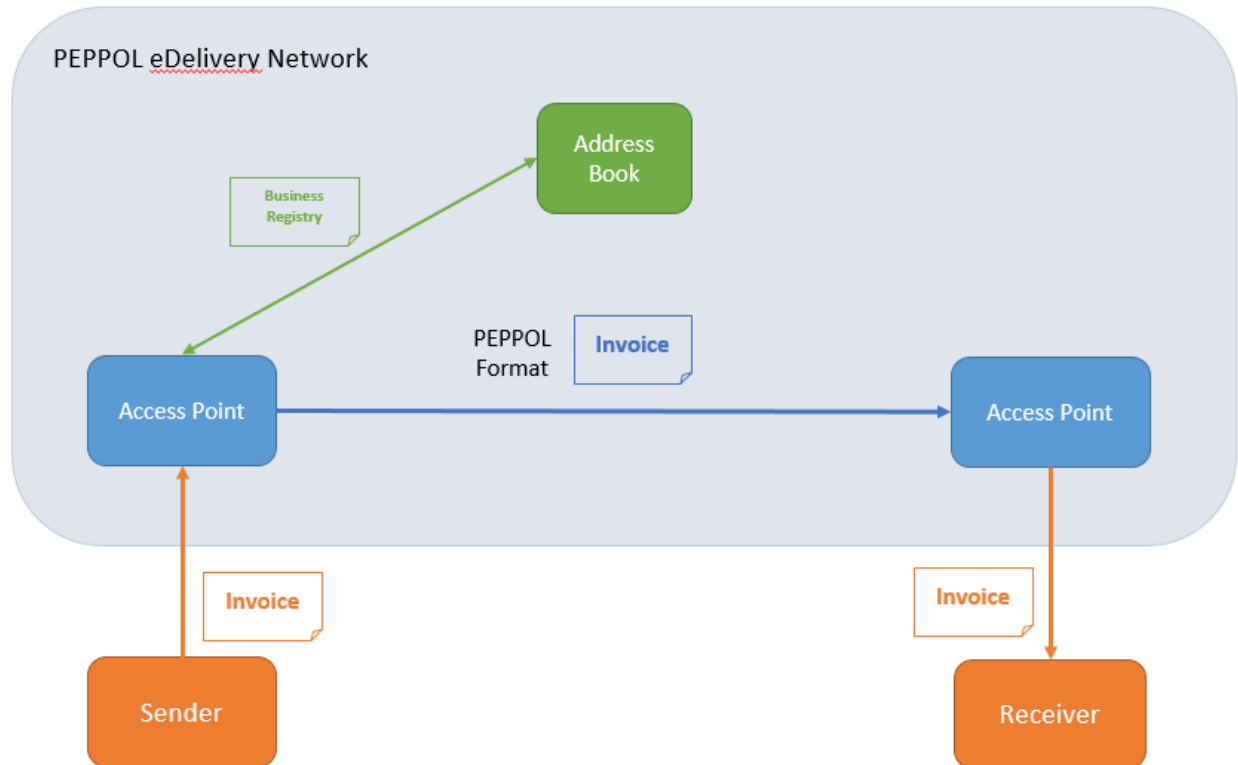 PEPPOL eDelivery Network
Address
Book
Business
Registry
PEPPOL
Format
Invoice
Access Point
Access Point
Invoice
Invoice
Sender
Receiver